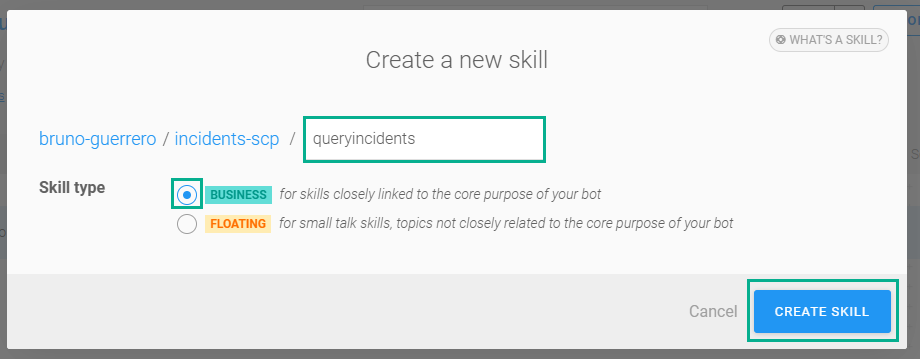 WHAT'S A SKILL?
Create a new skill
bruno-guerrero / incidents-scp / queryincidents
Skill type
BUSINESS for skills closely linked to the core purpose of your bot
FLOATING for small talk skills, topics not closely related to the core purpose of your bot
Cancel CREATE SKILL